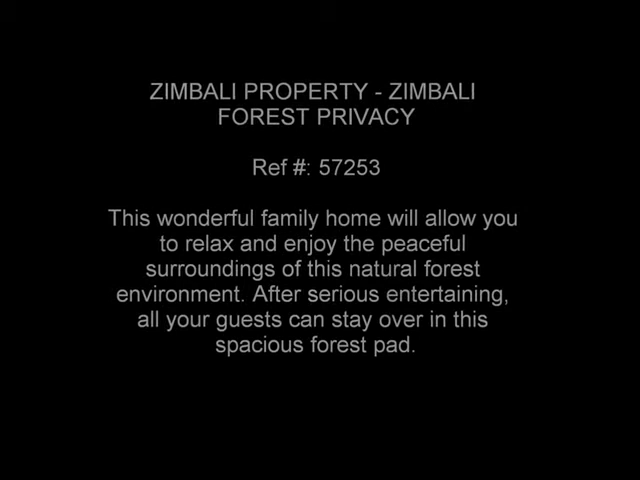 ZIMBALI PROPERTY - ZIMBALI
FOREST PRIVACY
Ref #: 57253
This wonderful family home will allow you
to relax and enjoy the peaceful
surroundings of this natural forest
environment. After serious entertaining,
all your guests can stay over in this
spacious forest pad.